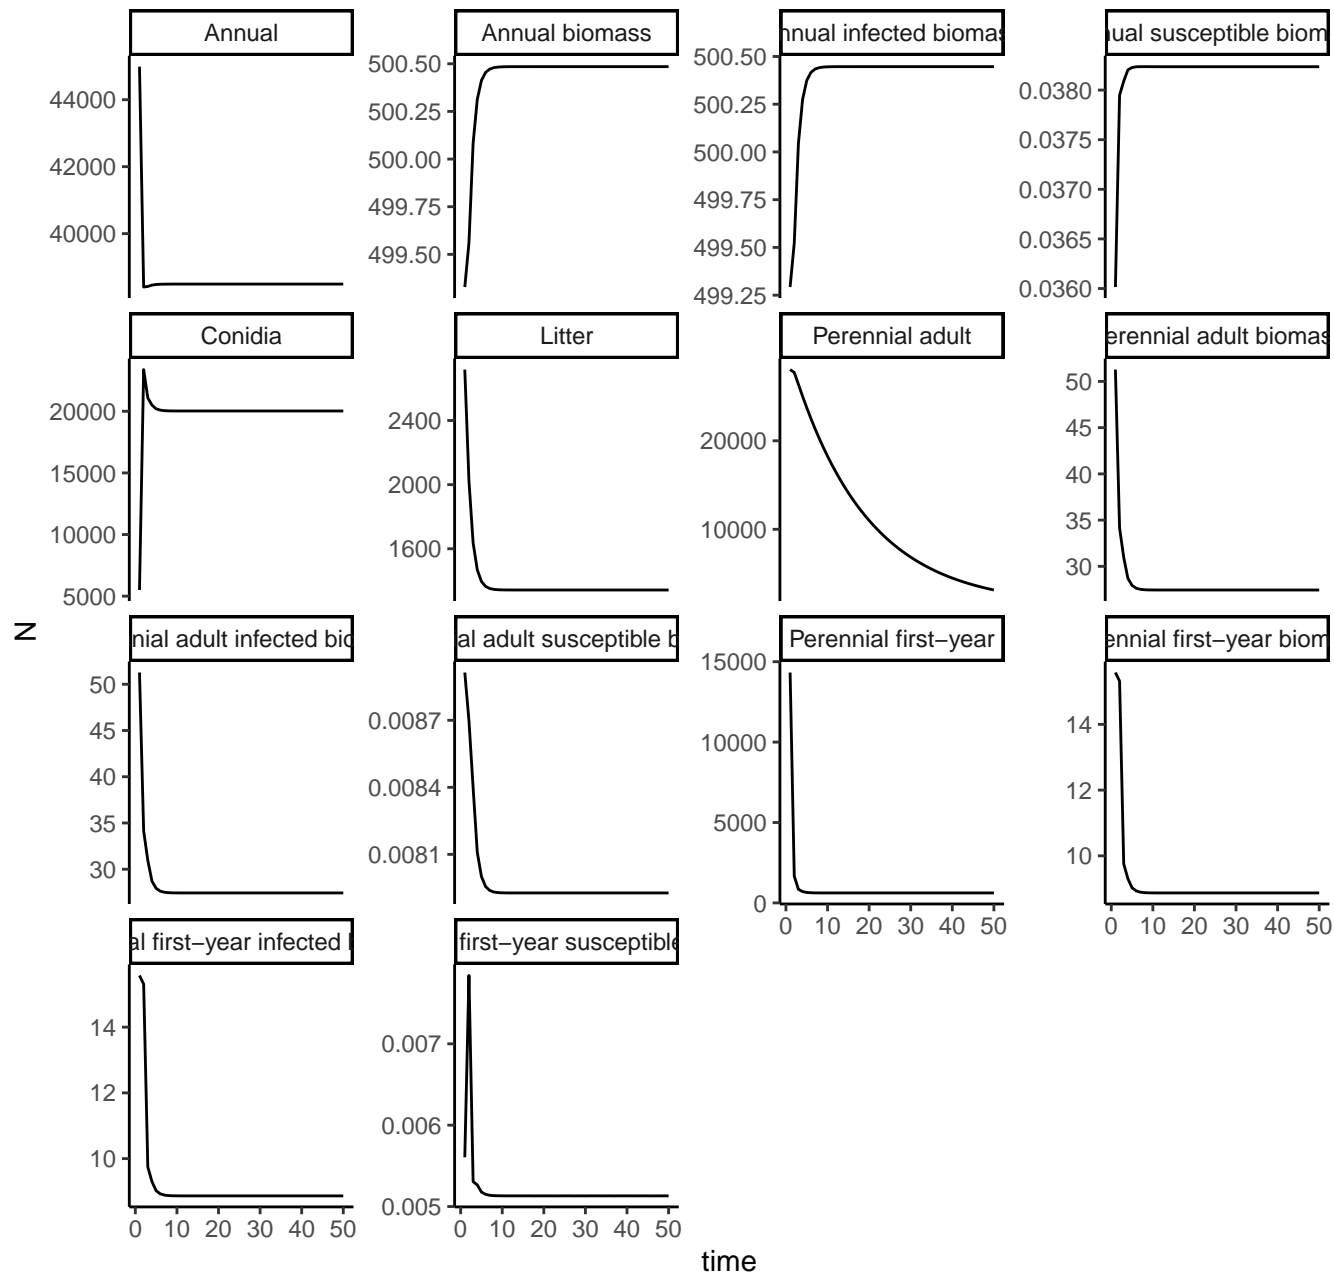 Annual
Annual biomass
nnual infected biomas
ual susceptible biom
44000
42000
40000
500.50
500.25
500.00
499.75
499.50
500.50
500.25
500.00
499.75
499.50
499.25
0.0380
0.0375
0.0370
0.0365
0.0360
Conidia
Litter
Perennial adult
erennial adult biomas
20000
15000
10000
5000
2400
2000
1600
20000
10000
50
45
40
35
30
nial adult infected bio
al adult susceptible b
Perennial first−year
ennial first−year biom
50
45
40
35
30
0.0087
0.0084
0.0081
15000
10000
5000
0
14
12
10
0 10 20 30 40 50
0 10 20 30 40 50
al first−year infected b
first−year susceptible
14
12
10
0.007
0.006
0.005
0 10 20 30 40 50
0 10 20 30 40 50
N
time